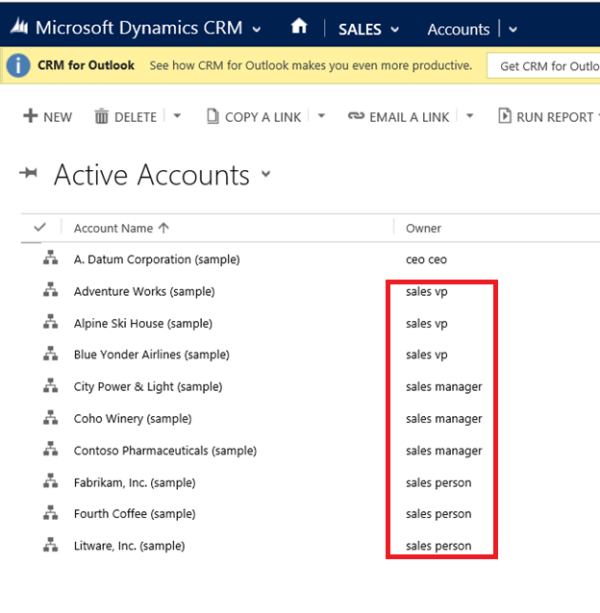 Microsoft Dynamics CRM SALES Accounts
CRM for Outlook See how CRM for Outlook makes you even more productive. Get CRM for Outlo
NEW DELETE COPY A LINK EMAIL A LINK RUN REPORT
Active Accounts
Account Name Owner
A. Datum Corporation (sample) ceo ceo
Adventure Works (sample) sales vp
Alpine Ski House (sample) sales vp
Blue Yonder Airlines (sample) sales vp
City Power & Light (sample) sales manager
Coho Winery (sample) sales manager
Contoso Pharmaceuticals (sample) sales manager
Fabrikam, Inc. (sample) sales person
Fourth Coffee (sample) sales person
Litware, Inc. (sample) sales person